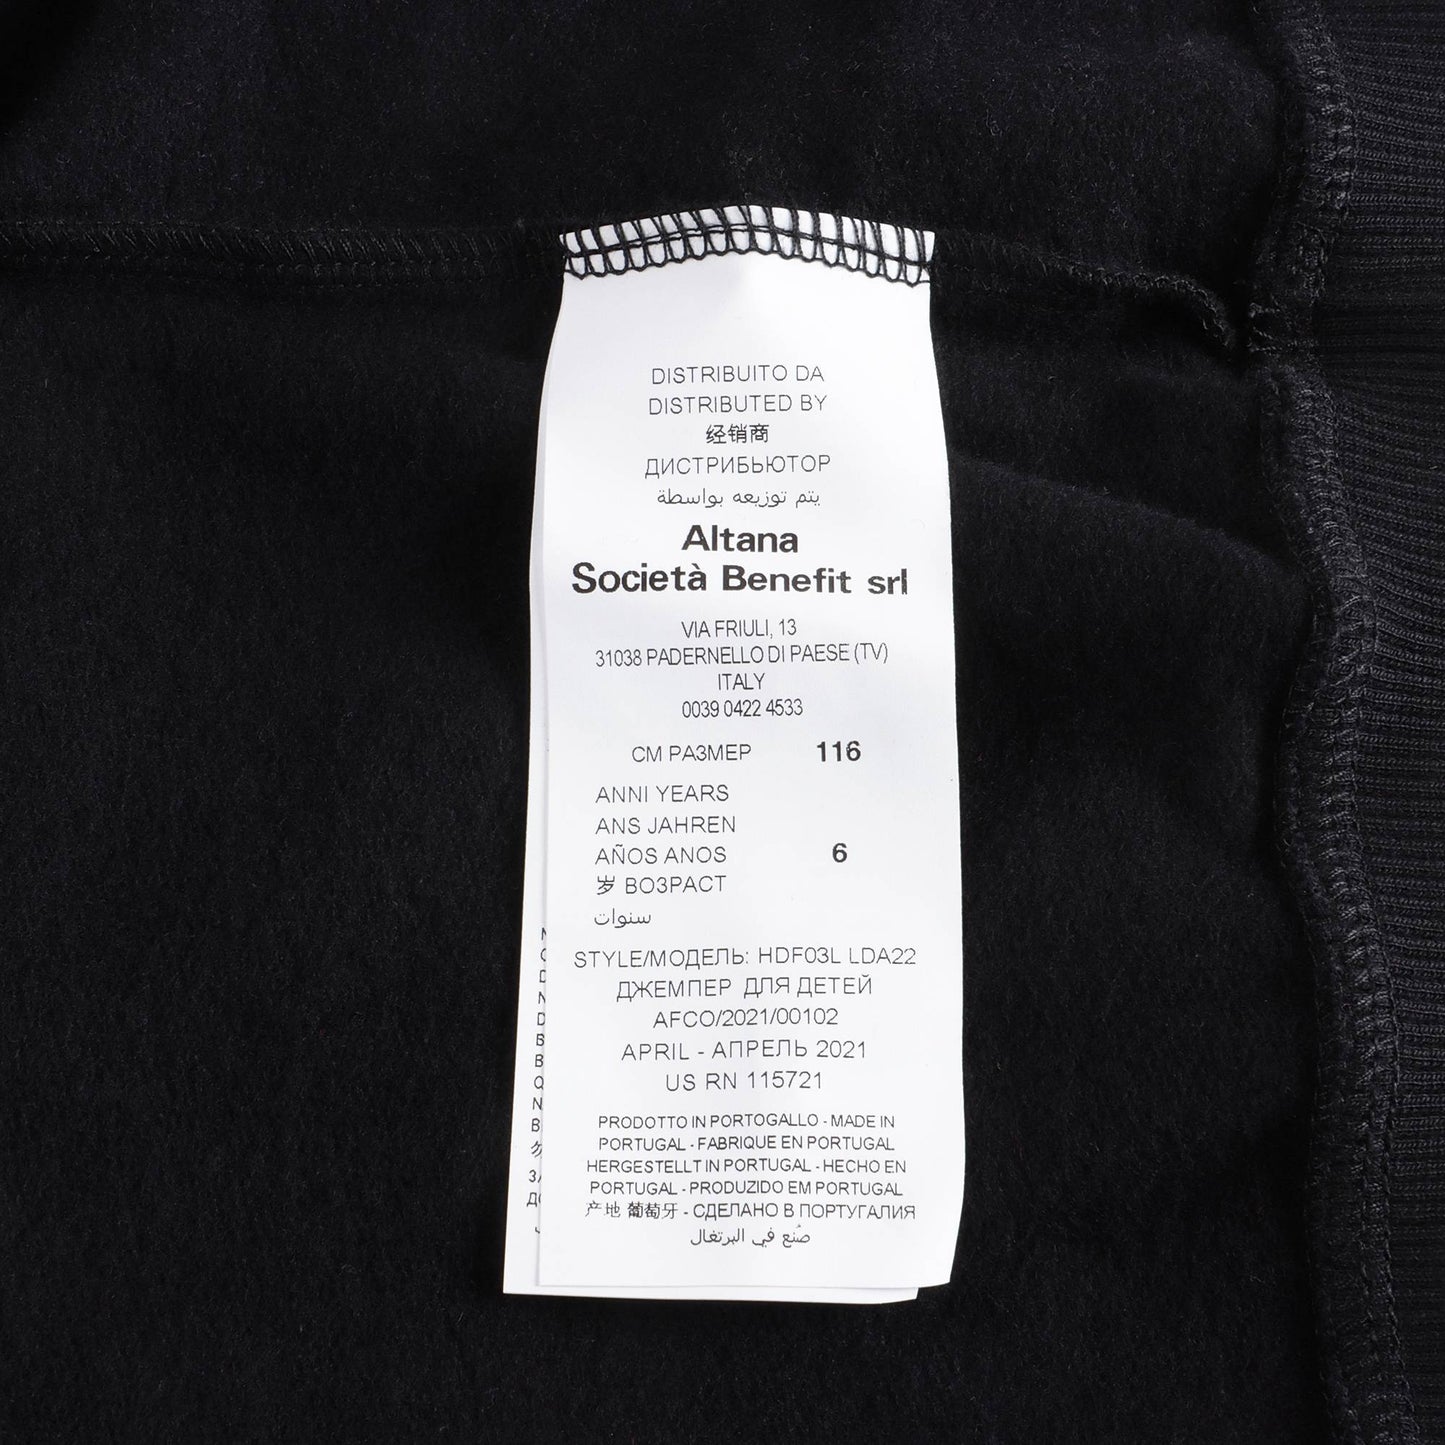 DISTRIBUITO DA
DISTRIBUTED BY
经销商
ДИСТРИБЬЮТОР
يتم توزيعه بواسطة
Altana
Società Benefit srl
VIA FRIULI, 13
31038 PADERNELLO DI PAESE (TV)
ITALY
0039 0422 4533
СМ РАЗМЕР 116
ANNI YEARS
ANS JAHREN
AÑOS ANOS 6
岁 ВОЗРАСТ
سنوات
STYLE/МОДЕЛЬ: HDF03L LDA22
ДЖЕМПЕР ДЛЯ ДЕТЕЙ
AFCO/2021/00102
APRIL - АПРЕЛЬ 2021
US RN 115721
PRODOTTO IN PORTOGALLO - MADE IN
PORTUGAL - FABRIQUE EN PORTUGAL
HERGESTELLT IN PORTUGAL - HECHO EN
PORTUGAL - PRODUZIDO EM PORTUGAL
产地 葡萄牙 - СДЕЛАНО В ПОРТУГАЛИЯ
صُنع في البرتغال